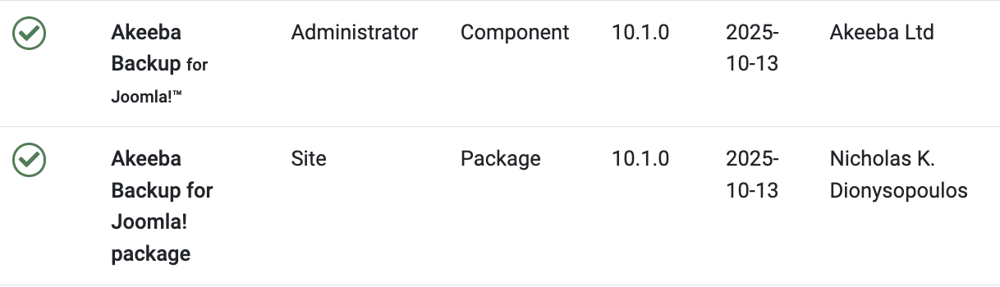 Akeeba Administrator Component 10.1.0 2025- Akeeba Ltd
Backup for 10-13
Joomla!™
Akeeba Site Package 10.1.0 2025- Nicholas K.
Backup for 10-13 Dionysopoulos
Joomla!
package